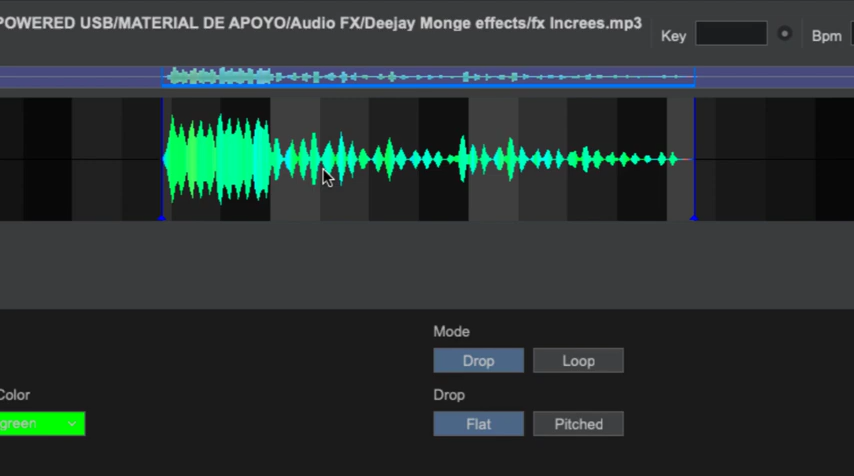 POWERED USB/MATERIAL DE APOYO/Audio FX/Deejay Monge effects/fx Increes.mp3
Key
Bpm
Mode
Drop
Loop
Color
Drop
green
Flat
Pitched